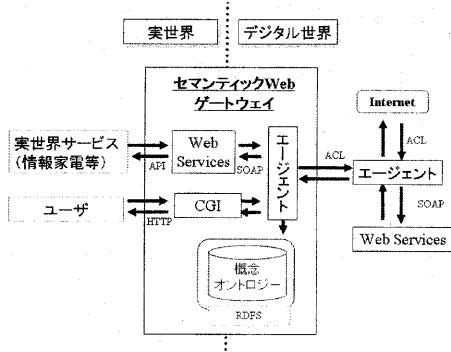 実世界
デジタル世界
セマンティックWeb
ゲートウェイ
Internet
実世界サービス
(情報家電等)
API
Web
Services
SOAP
エージェント
ACL
ACL
エージェント
ユーザ
HTTP
CGI
SOAP
Web Services
概念
オントロジー
RDFS